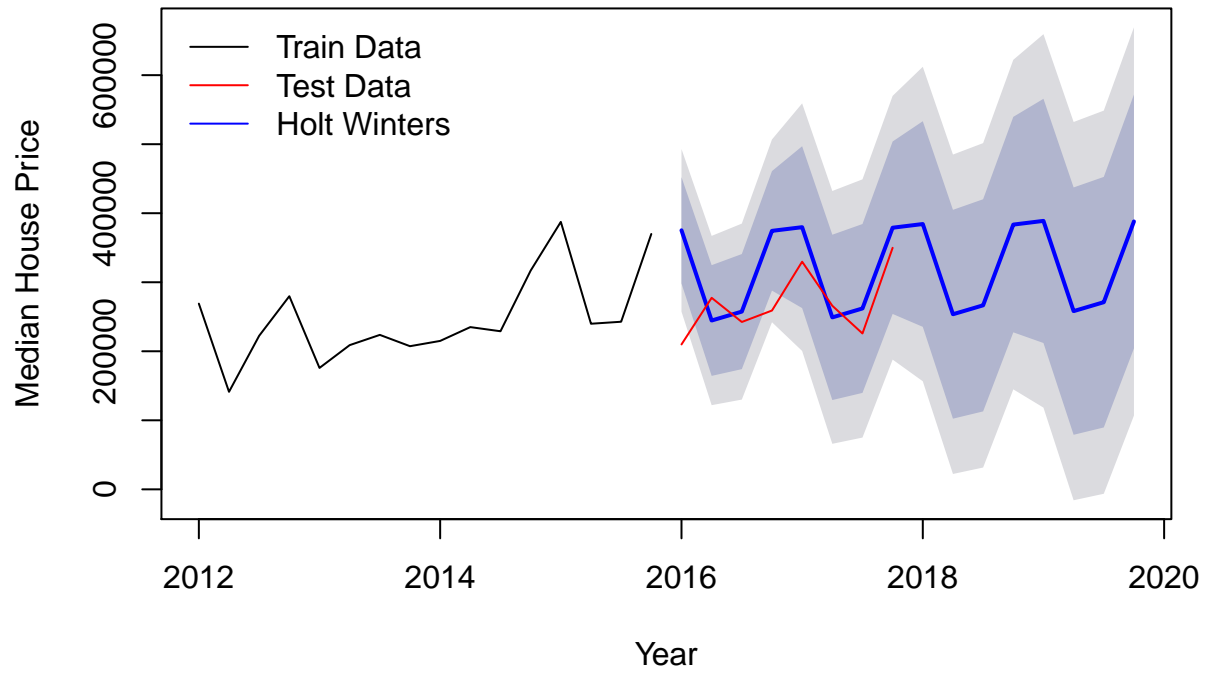 Train Data
Test Data
Holt Winters
Median House Price
600000
400000
200000
0
2012 2014 2016 2018 2020
Year